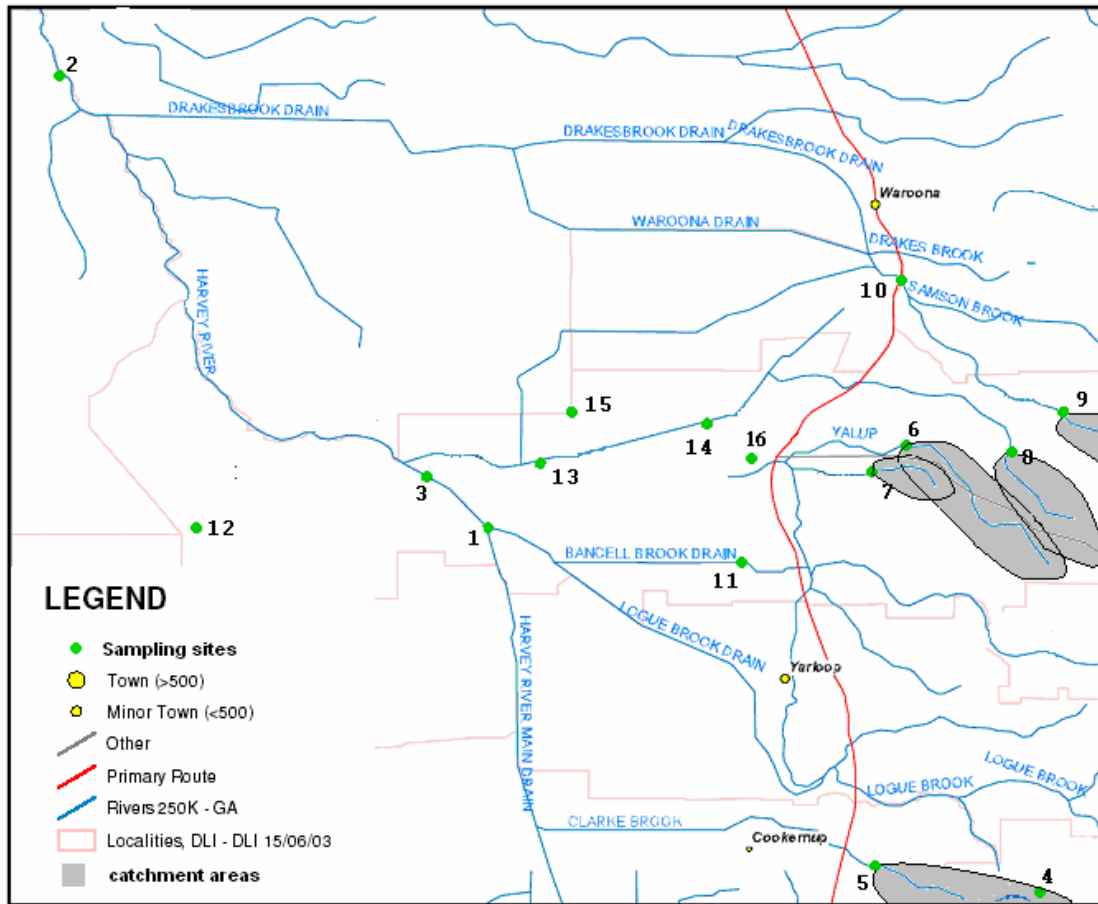 2
DRAKESBROOK DRAIN
DRAKESBROOK DRAIN
DRAKESBROOK DRAIN
Waroona
WAROONA DRAIN
DRAKES BROOK
10
SAMSON BROOK
HARVEY RIVER
15
9
14
16
YALUP
6
8
13
7
3
12
1
BANCELL BROOK DRAIN
11
LOGUE BROOK DRAIN
HARVEY RIVER MAIN DRAIN
Yarloop
LOGUE BROOK
LOGUE BROOK
CLARKE BROOK
Cookernup
5
4
LEGEND
Sampling sites
Town (>500)
Minor Town (<500)
Other
Primary Route
Rivers 250K - GA
Localities, DLI - DLI 15/06/03
catchment areas